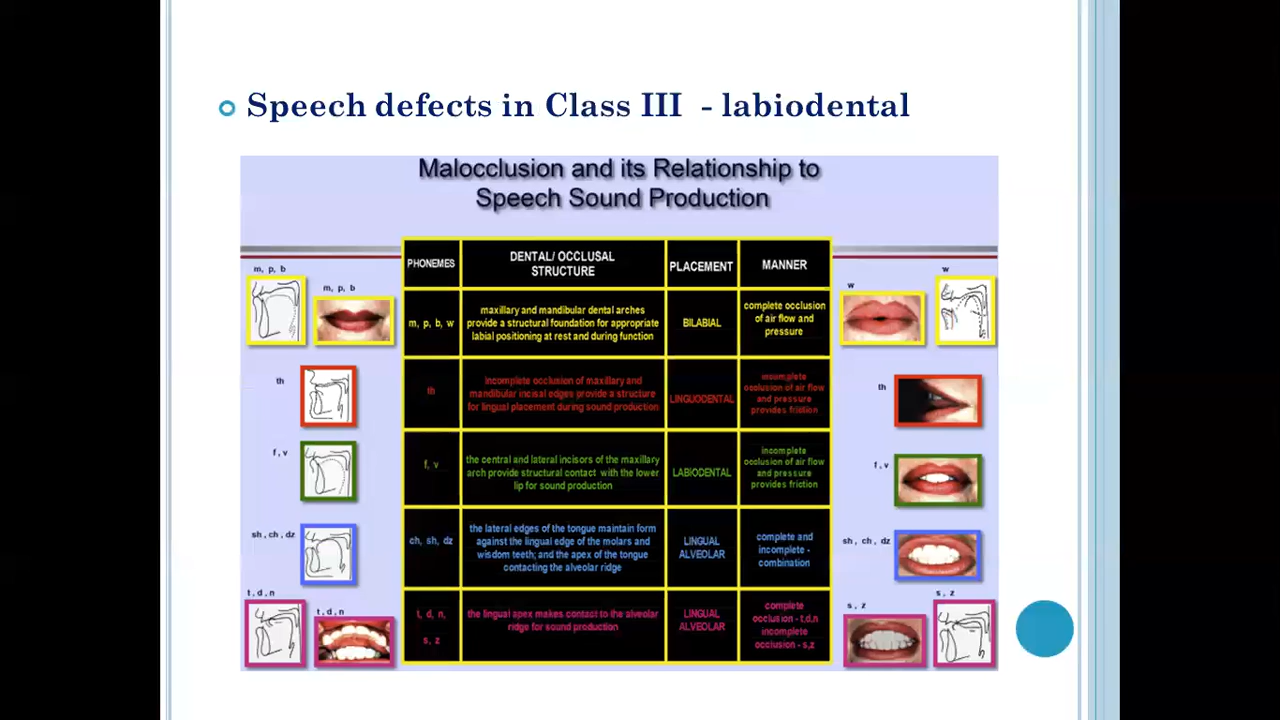 Speech defects in Class III - labiodental
Malocclusion and its Relationship to
Speech Sound Production
PHONEMES
DENTAL/ OCCLUSAL
STRUCTURE
PLACEMENT
MANNER
m, p, b, w
maxillary and mandibular dental arches
provide a structural foundation for appropriate
labial positioning at rest and during function
BILABIAL
complete occlusion
of air flow and
pressure
th
incomplete occlusion of maxillary and
mandibular incisal edges provide a structure
for lingual placement during sound production
LINGUODENTAL
incomplete
occlusion of air flow
and pressure
provides friction
f, v
the central and lateral incisors of the maxillary
arch provide structural contact with the lower
lip for sound production
LABIODENTAL
incomplete
occlusion of air flow
and pressure
provides friction
ch, sh, dz
the lateral edges of the tongue maintain form
against the lingual edge of the molars and
wisdom teeth; and the apex of the tongue
contacting the alveolar ridge
LINGUAL
ALVEOLAR
complete and
incomplete -
combination
t, d, n,
s, z
the lingual apex makes contact to the alveolar
ridge for sound production
LINGUAL
ALVEOLAR
complete
occlusion - t,d,n
incomplete
occlusion - s,z
m, p, b
m, p, b
th
f , v
sh , ch , dz
t , d , n
t, d, n
w
w
th
f , v
sh , ch , dz
s , z
s , z